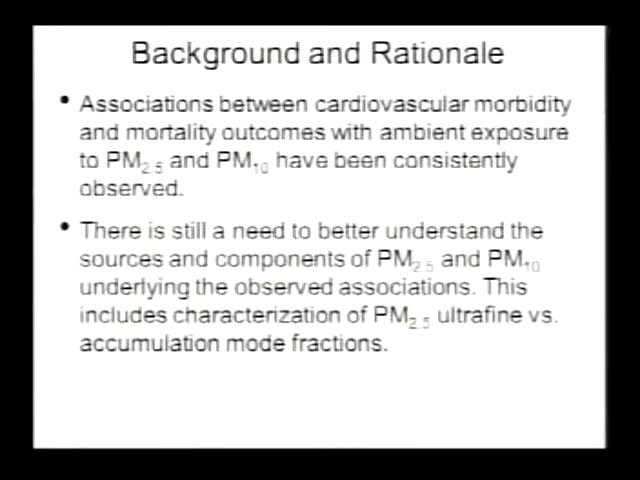 Background and Rationale
• Associations between cardiovascular morbidity
and mortality outcomes with ambient exposure
to PM2.5 and PM10 have been consistently
observed.
• There is still a need to better understand the
sources and components of PM2.5 and PM10
underlying the observed associations. This
includes characterization of PM2.5 ultrafine vs.
accumulation mode fractions.